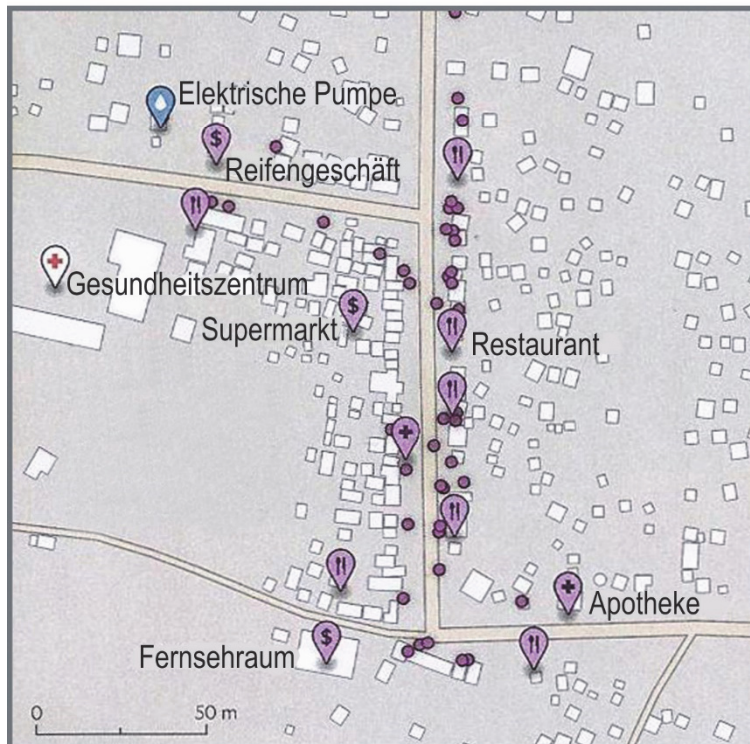 Elektrische Pumpe
$
Reifengeschäft
Gesundheitszentrum
$
Supermarkt
Restaurant
Apotheke
$
Fernsehraum
0 50 m